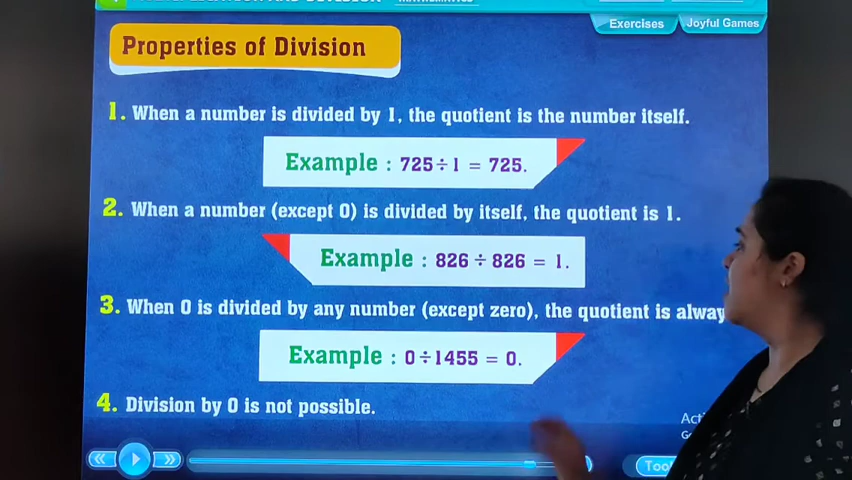 Exercises
Joyful Games
Properties of Division
1. When a number is divided by 1, the quotient is the number itself.
Example : 725 ÷ 1 = 725.
2. When a number (except 0) is divided by itself, the quotient is 1.
Example : 826 ÷ 826 = 1.
3. When 0 is divided by any number (except zero), the quotient is alway
Example : 0 ÷ 1455 = 0.
4. Division by 0 is not possible.